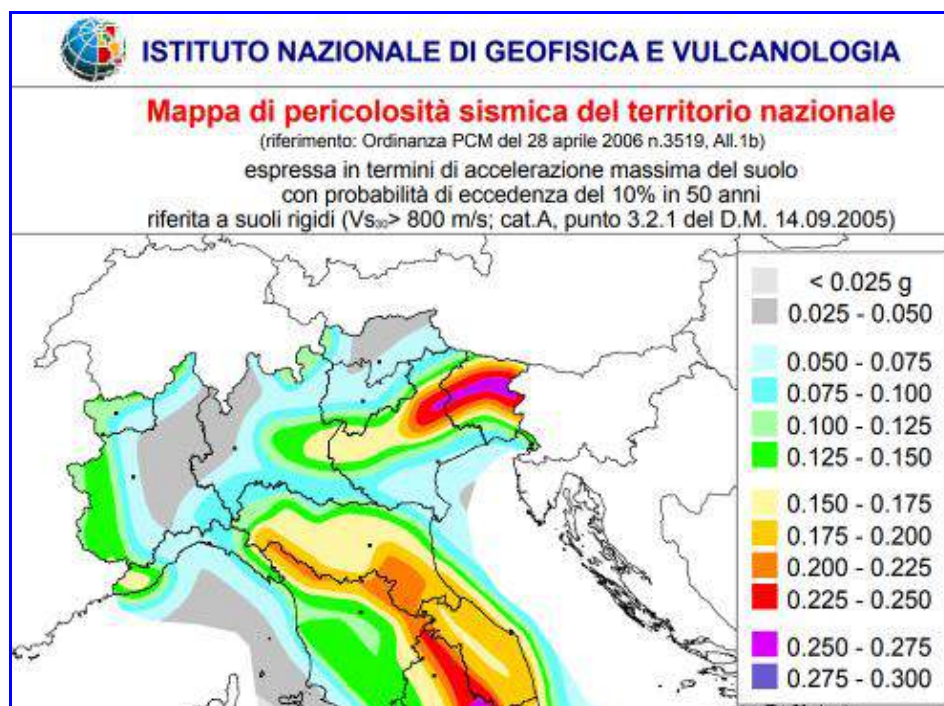 ISTITUTO NAZIONALE DI GEOFISICA E VULCANOLOGIA
Mappa di pericolosità sismica del territorio nazionale
(riferimento: Ordinanza PCM del 28 aprile 2006 n.3519, All.1b)
espressa in termini di accelerazione massima del suolo
con probabilità di eccedenza del 10% in 50 anni
riferita a suoli rigidi (Vs₃₀> 800 m/s; cat.A, punto 3.2.1 del D.M. 14.09.2005)
< 0.025 g
0.025 - 0.050
0.050 - 0.075
0.075 - 0.100
0.100 - 0.125
0.125 - 0.150
0.150 - 0.175
0.175 - 0.200
0.200 - 0.225
0.225 - 0.250
0.250 - 0.275
0.275 - 0.300